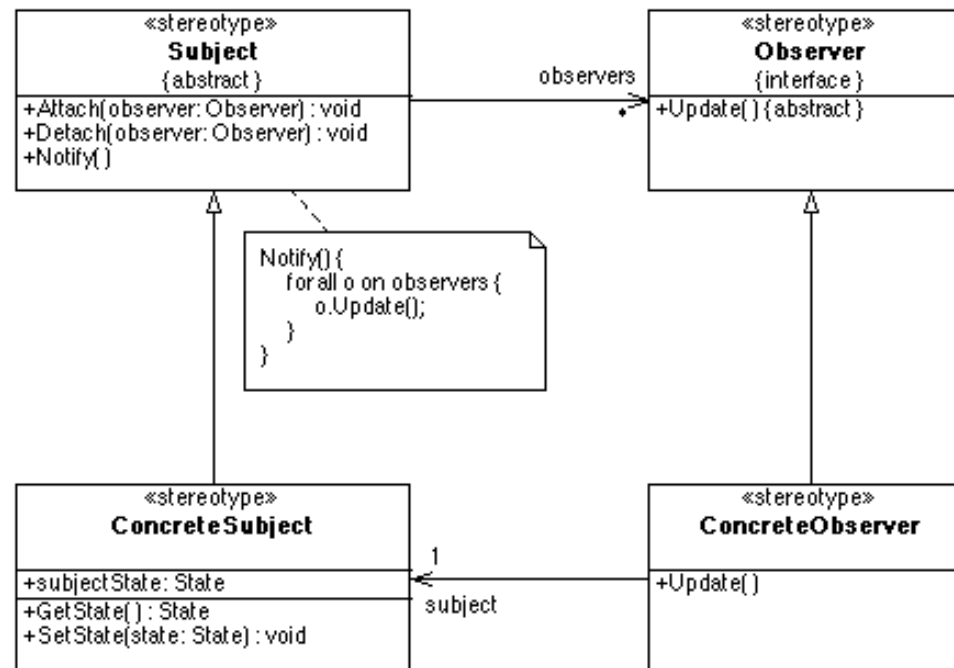 «stereotype»
Subject
{abstract}
+Attach(observer: Observer) : void
+Detach(observer: Observer) : void
+Notify()
observers
*
«stereotype»
Observer
{interface}
+Update() {abstract}
Notify() {
for all o on observers {
o.Update();
}
}
«stereotype»
ConcreteSubject
+subjectState: State
+GetState() : State
+SetState(state: State) : void
1
subject
«stereotype»
ConcreteObserver
+Update()